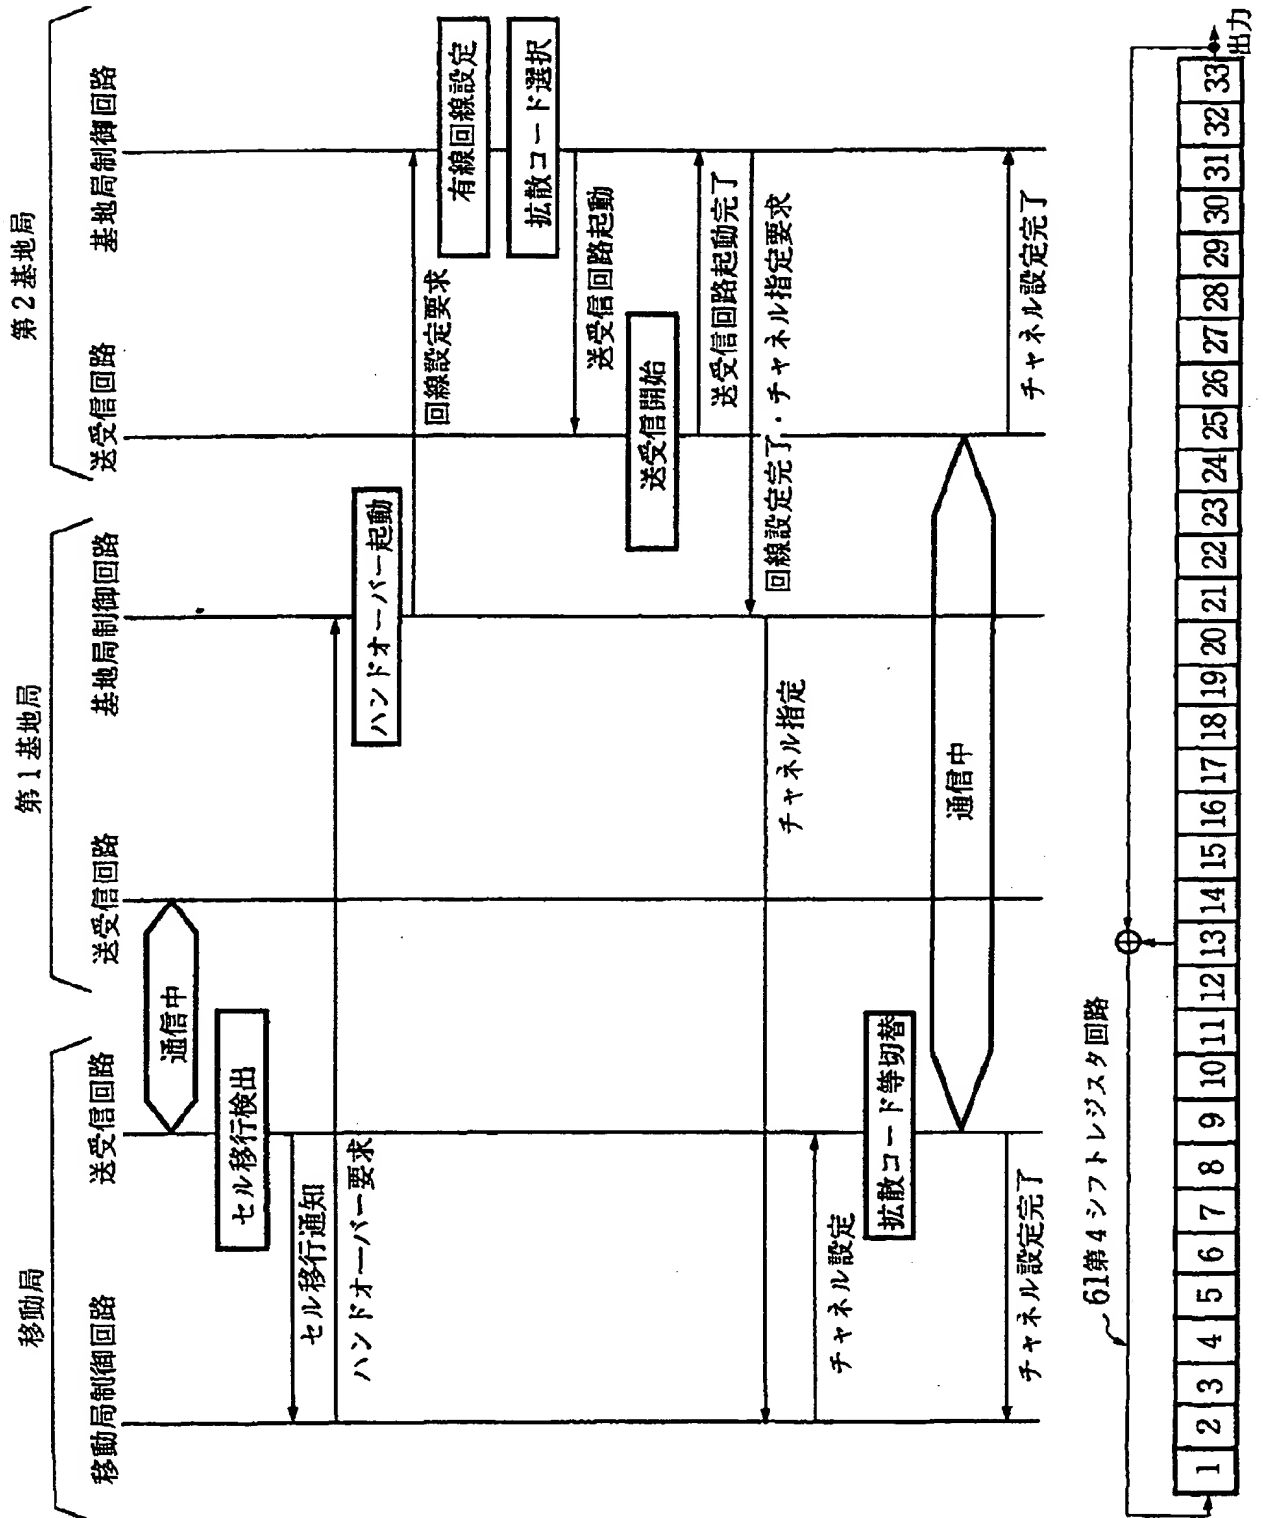 移動局
第1基地局
第2基地局
移動局制御回路
送受信回路
送受信回路
基地局制御回路
送受信回路
基地局制御回路
通信中
セル移行検出
セル移行通知
ハンドオーバー要求
ハンドオーバー起動
回線設定要求
有線回線設定
拡散コード選択
送受信回路起動
送受信開始
送受信回路起動完了
回線設定完了・チャネル指定要求
チャネル指定
チャネル設定
拡散コード等切替
通信中
チャネル設定完了
チャネル設定完了
61第4シフトレジスタ回路
1 2 3 4 5 6 7 8 9 10 11 12 13 14 15 16 17 18 19 20 21 22 23 24 25 26 27 28 29 30 31 32 33
出力